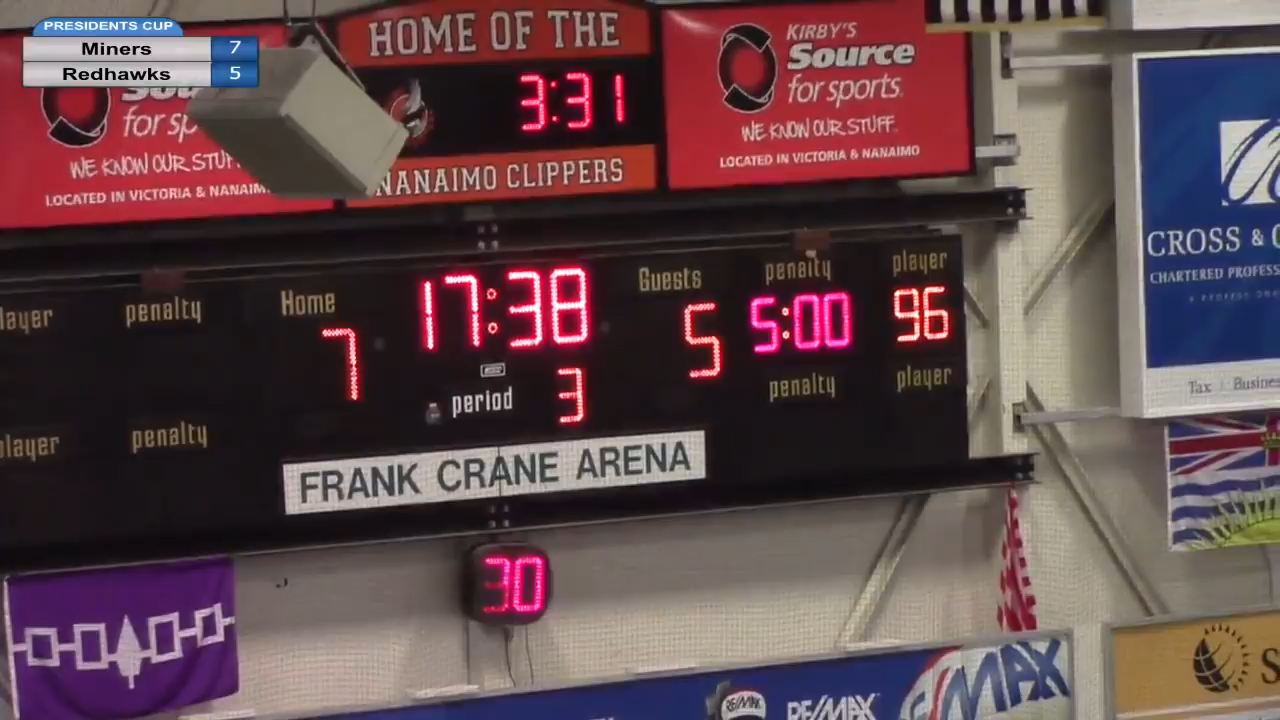 PRESIDENTS CUP
Miners 7
Redhawks 5
for sp
WE KNOW OUR STUFF.
LOCATED IN VICTORIA & NANAIM
HOME OF THE
3:31
NANAIMO CLIPPERS
KIRBY'S
Source
for sports
WE KNOW OUR STUFF.
LOCATED IN VICTORIA & NANAIMO
layer penalty Home 17:38 Guests penalty player
7 5 5:00 96
period 3 penalty player
player penalty
FRANK CRANE ARENA
30
CROSS &
CHARTERED PROFESS
Tax / Busines
RE/MAX
RE/MAX
S